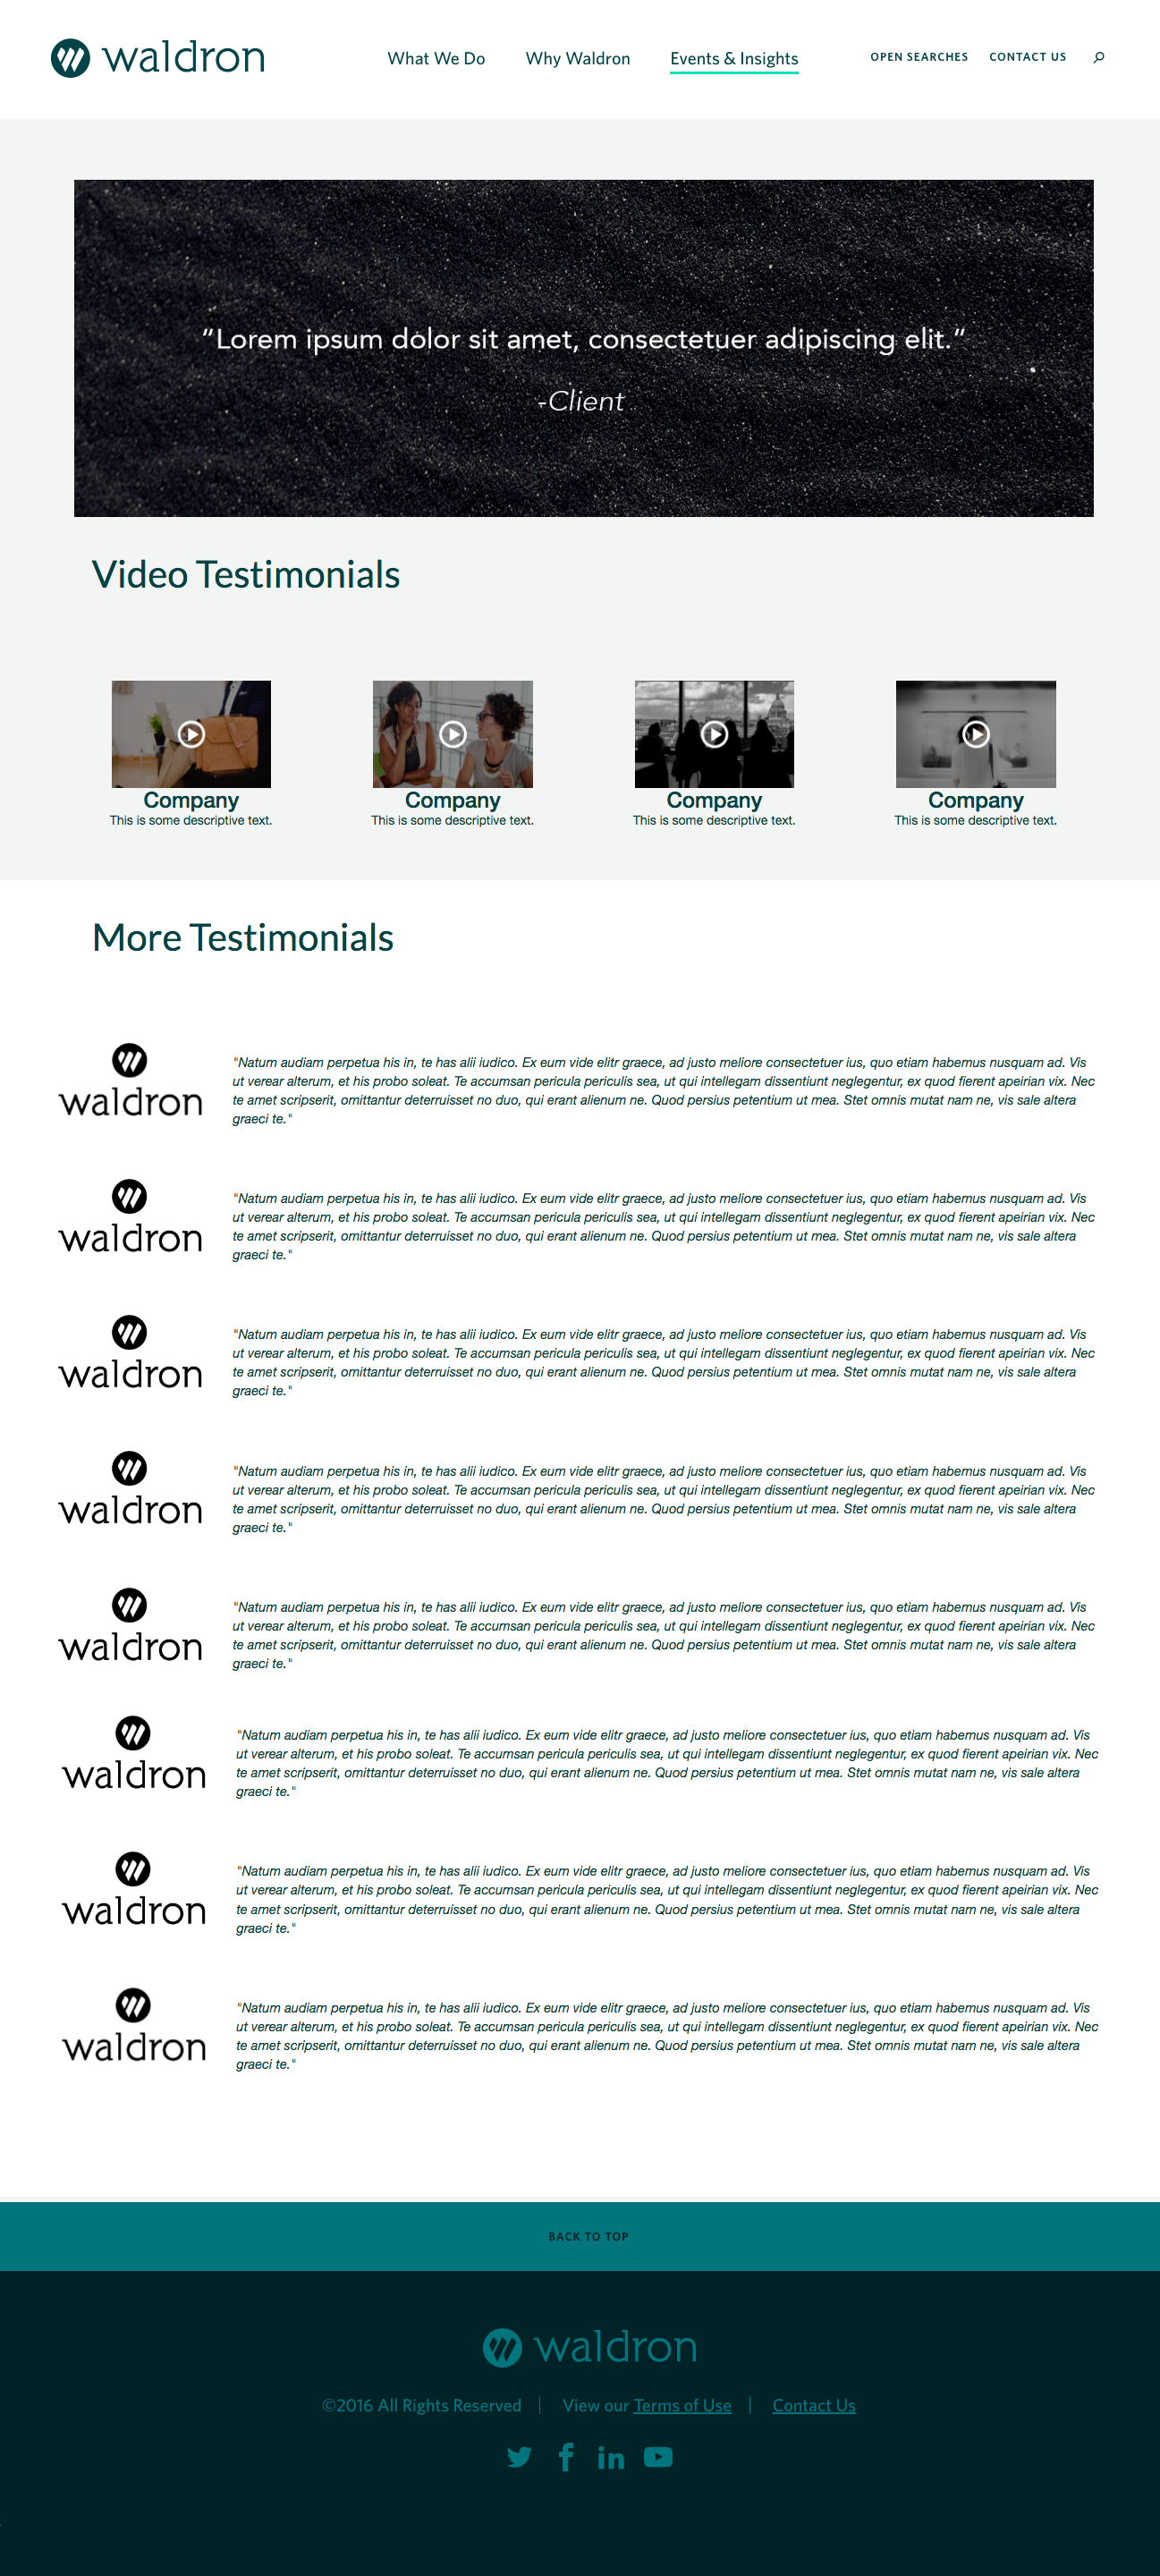 waldron
What We Do
Why Waldron
Events & Insights
OPEN SEARCHES
CONTACT US
“Lorem ipsum dolor sit amet, consectetuer adipiscing elit.“
-Client
Video Testimonials
Company
This is some descriptive text.
Company
This is some descriptive text.
Company
This is some descriptive text.
Company
This is some descriptive text.
More Testimonials
waldron
"Natum audiam perpetua his in, te has alii iudico. Ex eum vide elitr graece, ad justo meliore consectetuer ius, quo etiam habemus nusquam ad. Vis
ut verear alterum, et his probo soleat. Te accumsan pericula periculis sea, ut qui intellegam dissentiunt neglegentur, ex quod fierent apeirian vix. Nec
te amet scripserit, omittantur deterruisset no duo, qui erant alienum ne. Quod persius petentium ut mea. Stet omnis mutat nam ne, vis sale altera
graeci te."
waldron
"Natum audiam perpetua his in, te has alii iudico. Ex eum vide elitr graece, ad justo meliore consectetuer ius, quo etiam habemus nusquam ad. Vis
ut verear alterum, et his probo soleat. Te accumsan pericula periculis sea, ut qui intellegam dissentiunt neglegentur, ex quod fierent apeirian vix. Nec
te amet scripserit, omittantur deterruisset no duo, qui erant alienum ne. Quod persius petentium ut mea. Stet omnis mutat nam ne, vis sale altera
graeci te."
waldron
"Natum audiam perpetua his in, te has alii iudico. Ex eum vide elitr graece, ad justo meliore consectetuer ius, quo etiam habemus nusquam ad. Vis
ut verear alterum, et his probo soleat. Te accumsan pericula periculis sea, ut qui intellegam dissentiunt neglegentur, ex quod fierent apeirian vix. Nec
te amet scripserit, omittantur deterruisset no duo, qui erant alienum ne. Quod persius petentium ut mea. Stet omnis mutat nam ne, vis sale altera
graeci te."
waldron
"Natum audiam perpetua his in, te has alii iudico. Ex eum vide elitr graece, ad justo meliore consectetuer ius, quo etiam habemus nusquam ad. Vis
ut verear alterum, et his probo soleat. Te accumsan pericula periculis sea, ut qui intellegam dissentiunt neglegentur, ex quod fierent apeirian vix. Nec
te amet scripserit, omittantur deterruisset no duo, qui erant alienum ne. Quod persius petentium ut mea. Stet omnis mutat nam ne, vis sale altera
graeci te."
waldron
"Natum audiam perpetua his in, te has alii iudico. Ex eum vide elitr graece, ad justo meliore consectetuer ius, quo etiam habemus nusquam ad. Vis
ut verear alterum, et his probo soleat. Te accumsan pericula periculis sea, ut qui intellegam dissentiunt neglegentur, ex quod fierent apeirian vix. Nec
te amet scripserit, omittantur deterruisset no duo, qui erant alienum ne. Quod persius petentium ut mea. Stet omnis mutat nam ne, vis sale altera
graeci te."
waldron
"Natum audiam perpetua his in, te has alii iudico. Ex eum vide elitr graece, ad justo meliore consectetuer ius, quo etiam habemus nusquam ad. Vis
ut verear alterum, et his probo soleat. Te accumsan pericula periculis sea, ut qui intellegam dissentiunt neglegentur, ex quod fierent apeirian vix. Nec
te amet scripserit, omittantur deterruisset no duo, qui erant alienum ne. Quod persius petentium ut mea. Stet omnis mutat nam ne, vis sale altera
graeci te."
waldron
"Natum audiam perpetua his in, te has alii iudico. Ex eum vide elitr graece, ad justo meliore consectetuer ius, quo etiam habemus nusquam ad. Vis
ut verear alterum, et his probo soleat. Te accumsan pericula periculis sea, ut qui intellegam dissentiunt neglegentur, ex quod fierent apeirian vix. Nec
te amet scripserit, omittantur deterruisset no duo, qui erant alienum ne. Quod persius petentium ut mea. Stet omnis mutat nam ne, vis sale altera
graeci te."
waldron
"Natum audiam perpetua his in, te has alii iudico. Ex eum vide elitr graece, ad justo meliore consectetuer ius, quo etiam habemus nusquam ad. Vis
ut verear alterum, et his probo soleat. Te accumsan pericula periculis sea, ut qui intellegam dissentiunt neglegentur, ex quod fierent apeirian vix. Nec
te amet scripserit, omittantur deterruisset no duo, qui erant alienum ne. Quod persius petentium ut mea. Stet omnis mutat nam ne, vis sale altera
graeci te."
BACK TO TOP
waldron
©2016 All Rights Reserved | View our Terms of Use | Contact Us